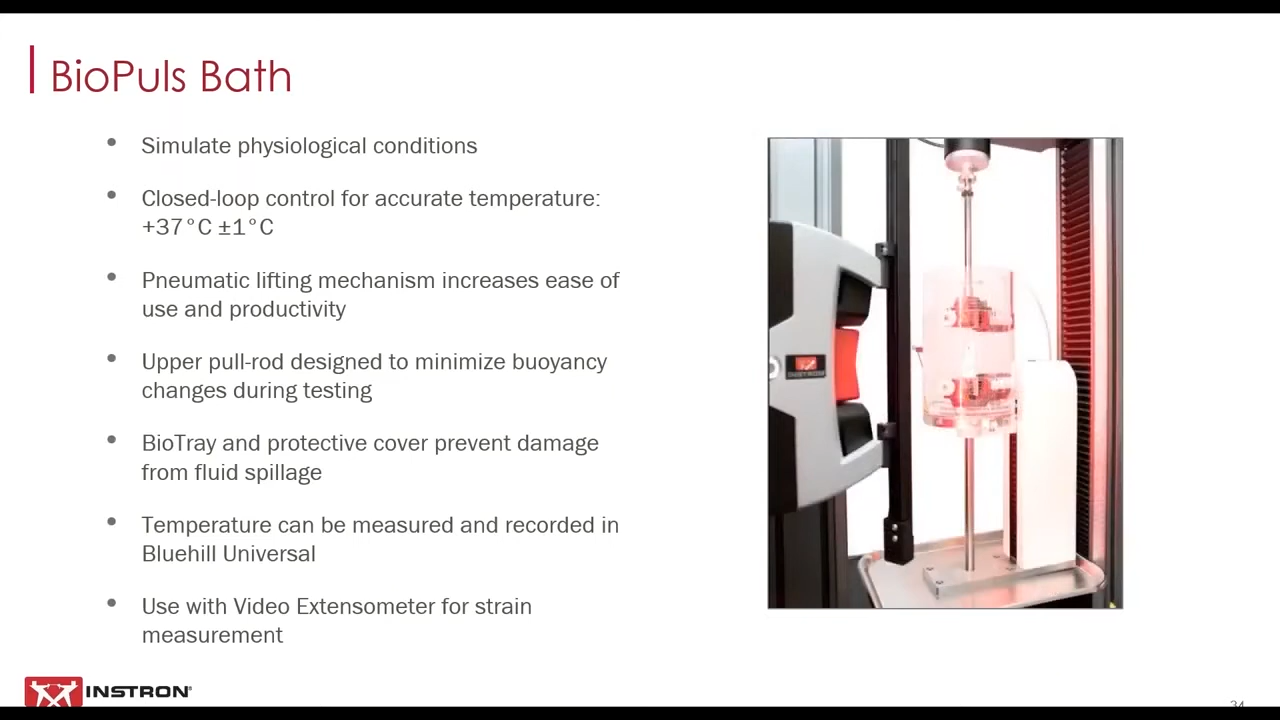 BioPuls Bath
• Simulate physiological conditions
• Closed-loop control for accurate temperature:
+37°C ±1°C
• Pneumatic lifting mechanism increases ease of
use and productivity
• Upper pull-rod designed to minimize buoyancy
changes during testing
• BioTray and protective cover prevent damage
from fluid spillage
• Temperature can be measured and recorded in
Bluehill Universal
• Use with Video Extensometer for strain
measurement
INSTRON®
34